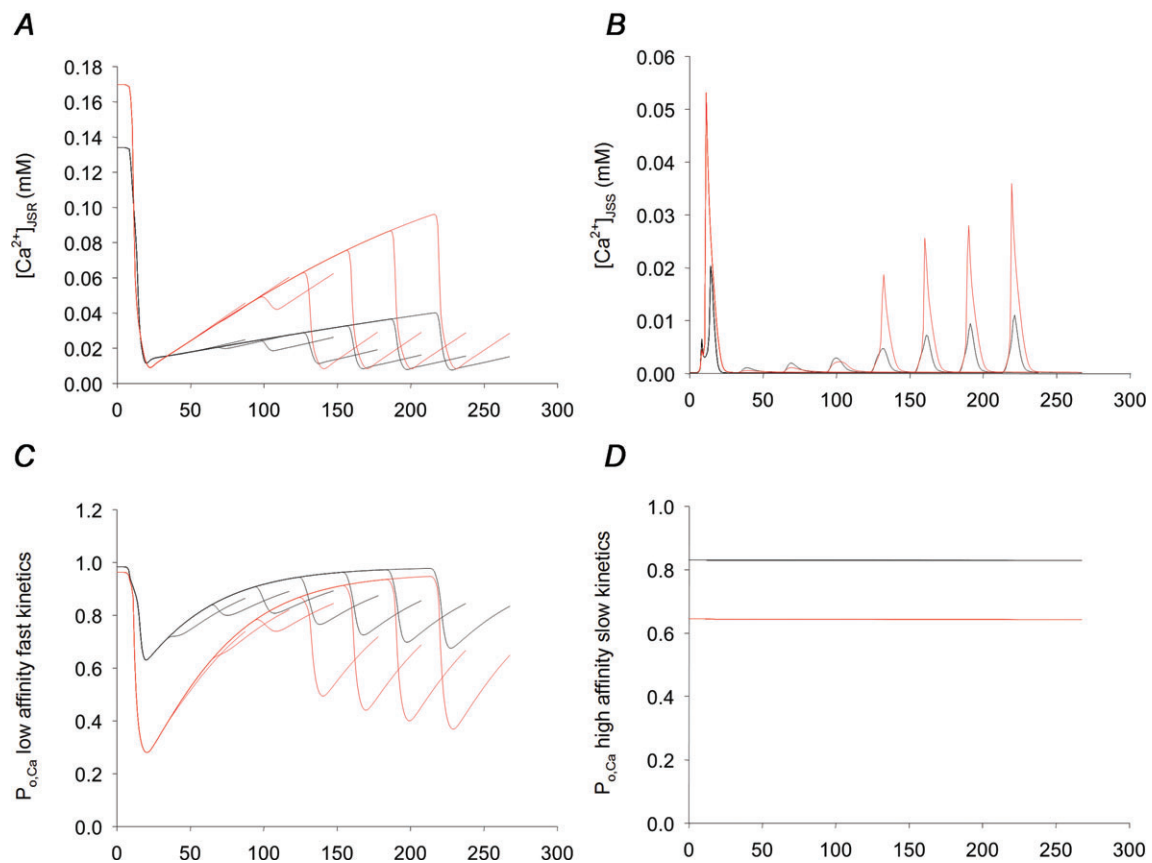 A
B
[Ca2+]JSR (mM)
0.18
0.16
0.14
0.12
0.10
0.08
0.06
0.04
0.02
0.00
0 50 100 150 200 250 300
[Ca2+]JSS (mM)
0.06
0.05
0.04
0.03
0.02
0.01
0.00
0 50 100 150 200 250 300
C
D
Po,Ca low affinity fast kinetics
1.2
1.0
0.8
0.6
0.4
0.2
0.0
0 50 100 150 200 250 300
Po,Ca high affinity slow kinetics
1.0
0.8
0.6
0.4
0.2
0.0
0 50 100 150 200 250 300